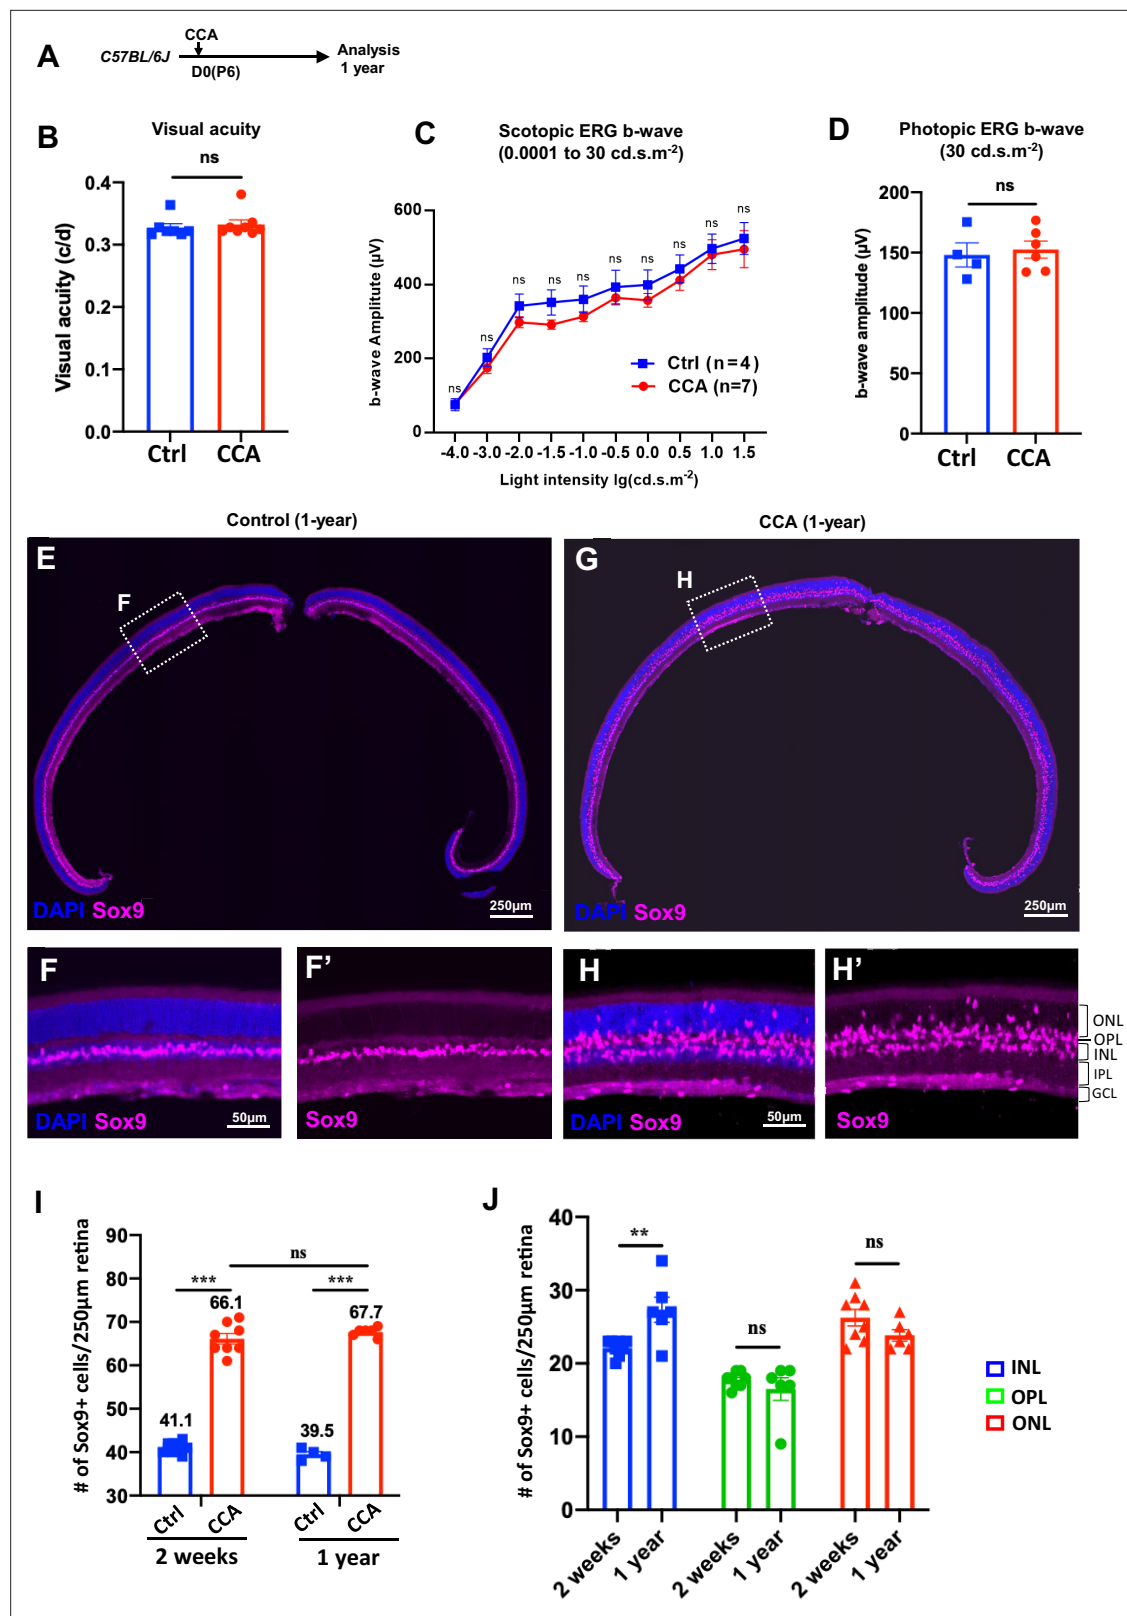 A
C57BL/6J
CCA
D0(P6)
Analysis
1 year
B
Visual acuity
ns
Visual acuity (c/d)
0.4
0.3
0.2
0.1
0.0
Ctrl
CCA
C
Scotopic ERG b-wave
(0.0001 to 30 cd.s.m-2)
b-wave Amplitute (µV)
600
400
200
0
ns
ns
ns
ns
ns
ns
ns
ns
ns
ns
Ctrl (n=4)
CCA (n=7)
-4.0 -3.0 -2.0 -1.5 -1.0 -0.5 0.0 0.5 1.0 1.5
Light intensity lg(cd.s.m-2)
D
Photopic ERG b-wave
(30 cd.s.m-2)
ns
b-wave amplitude (µV)
200
150
100
50
0
Ctrl
CCA
Control (1-year)
E
F
DAPI Sox9
250µm
CCA (1-year)
G
H
DAPI Sox9
250µm
F
DAPI Sox9
50µm
F’
Sox9
H
DAPI Sox9
50µm
H’
Sox9
ONL
OPL
INL
IPL
GCL
I
# of Sox9+ cells/250µm retina
90
80
70
60
50
40
30
ns
***
***
66.1
67.7
41.1
39.5
Ctrl
CCA
Ctrl
CCA
2 weeks
1 year
J
# of Sox9+ cells/250µm retina
40
30
20
10
0
**
ns
ns
INL
OPL
ONL
2 weeks
1 year
2 weeks
1 year
2 weeks
1 year